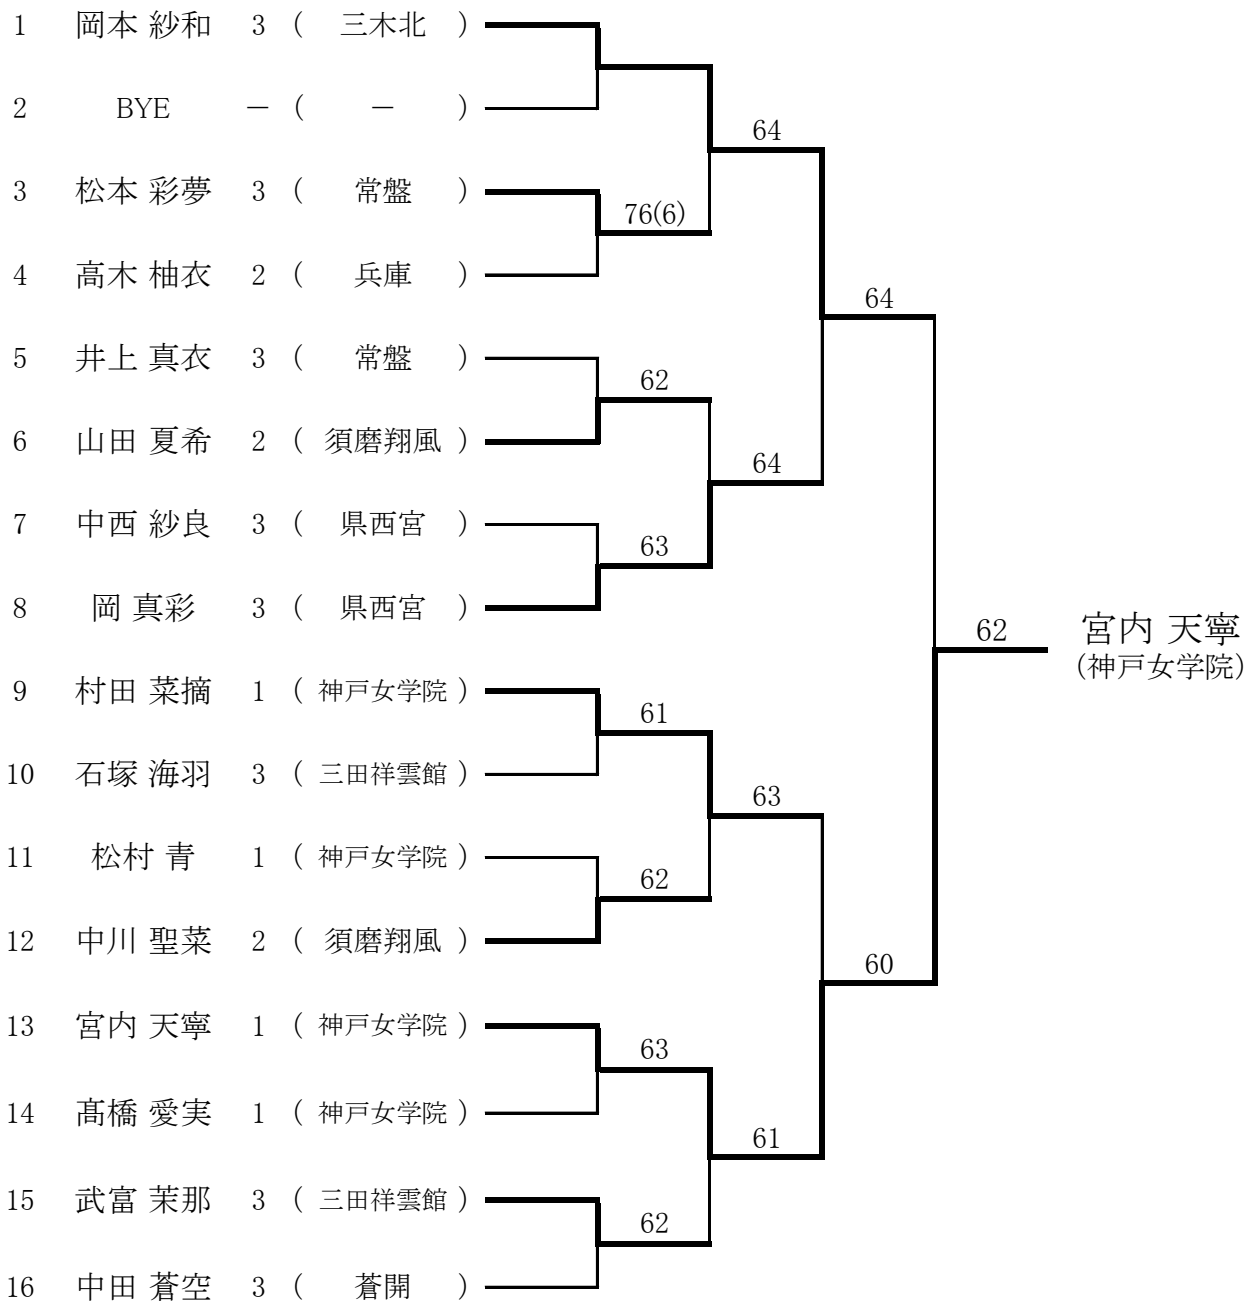 1 岡本 紗和 3 ( 三木北 )
2 BYE － ( － )
64
3 松本 彩夢 3 ( 常盤 )
76(6)
4 高木 柚衣 2 ( 兵庫 )
64
5 井上 真衣 3 ( 常盤 )
62
6 山田 夏希 2 ( 須磨翔風 )
64
7 中西 紗良 3 ( 県西宮 )
63
8 岡 真彩 3 ( 県西宮 )
62 宮内 天寧
(神戸女学院)
9 村田 菜摘 1 ( 神戸女学院 )
61
10 石塚 海羽 3 ( 三田祥雲館 )
63
11 松村 青 1 ( 神戸女学院 )
62
12 中川 聖菜 2 ( 須磨翔風 )
60
13 宮内 天寧 1 ( 神戸女学院 )
63
14 髙橋 愛実 1 ( 神戸女学院 )
61
15 武富 茉那 3 ( 三田祥雲館 )
62
16 中田 蒼空 3 ( 蒼開 )